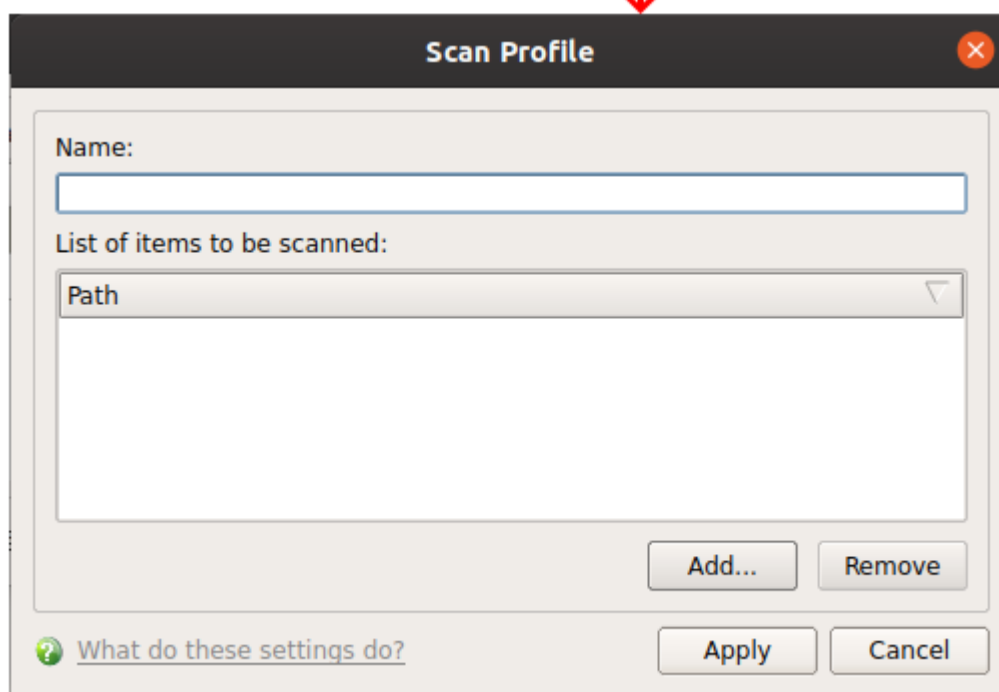 Scan Profile
Name:
List of items to be scanned:
Path
Add...
Remove
What do these settings do?
Apply
Cancel